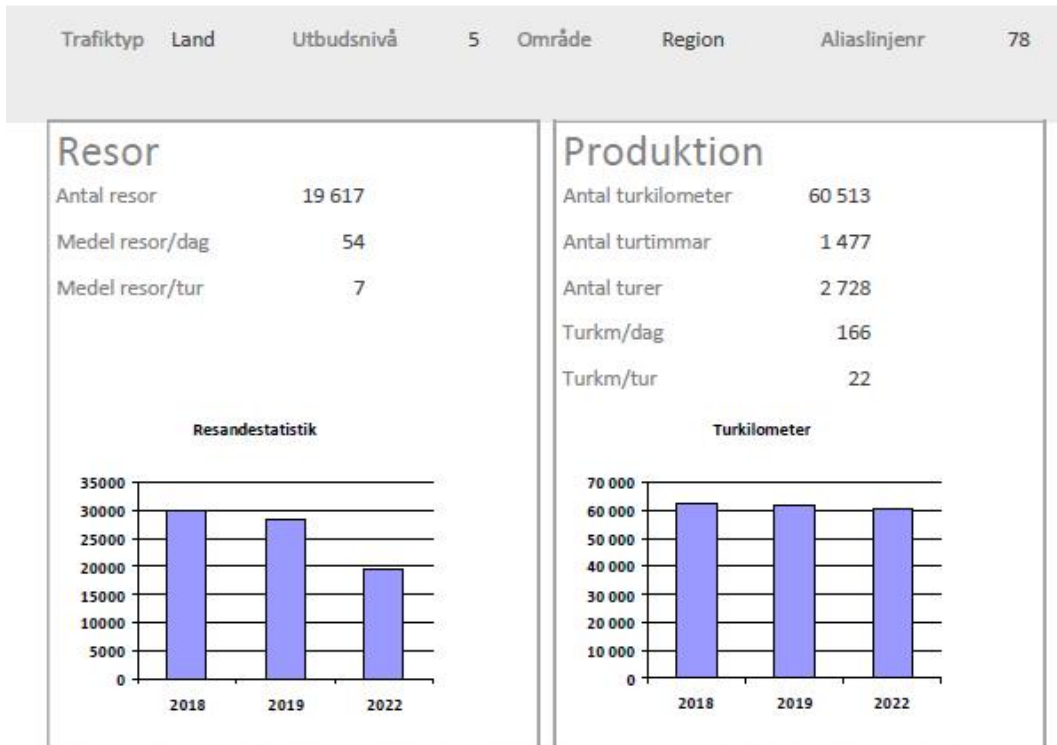 Trafiktyp Land Utbudsnivå 5 Område Region Aliaslinjenr 78
Resor
Antal resor 19 617
Medel resor/dag 54
Medel resor/tur 7
Resandestatistik
35000
30000
25000
20000
15000
10000
5000
0
2018 2019 2022
Produktion
Antal turkilometer 60 513
Antal turtimmar 1 477
Antal turer 2 728
Turkm/dag 166
Turkm/tur 22
Turkilometer
70 000
60 000
50 000
40 000
30 000
20 000
10 000
0
2018 2019 2022